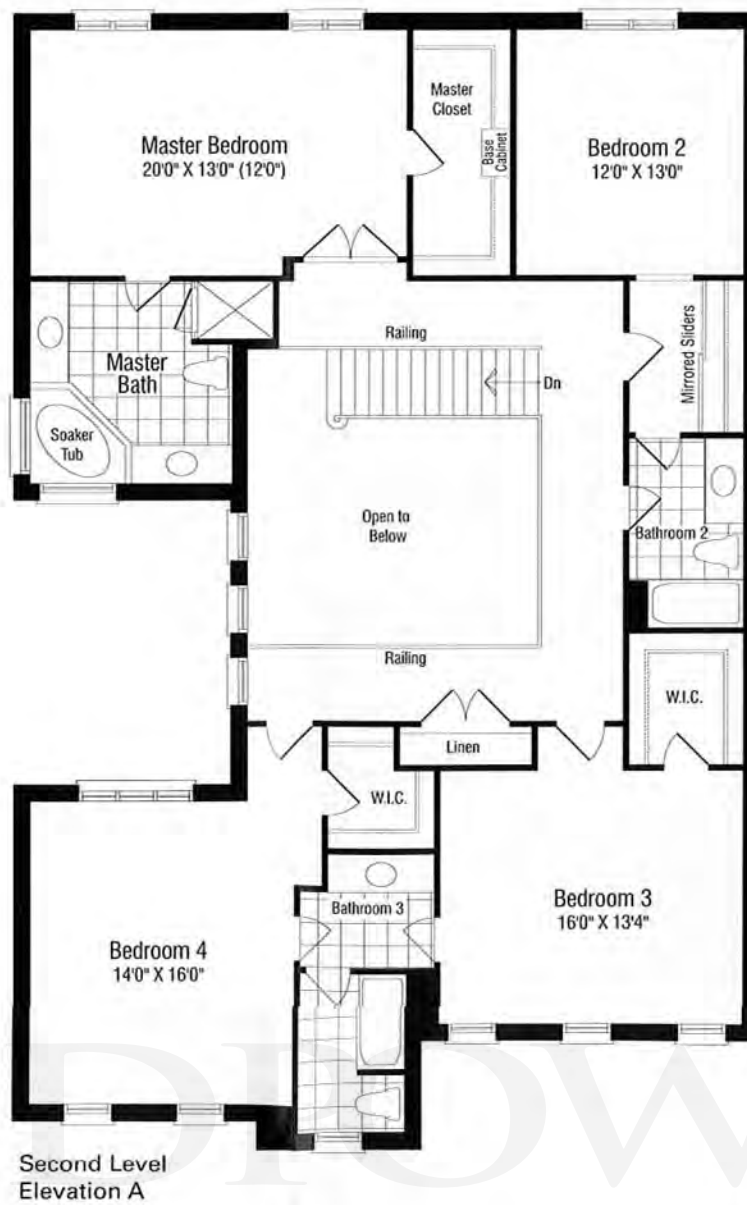 Master Bedroom
20'0" X 13'0" (12'0")
Master
Closet
Base
Cabinet
Bedroom 2
12'0" X 13'0"
Railing
Dn
Mirrored Sliders
Master
Bath
Soaker
Tub
Open to
Below
Bathroom 2
Railing
W.I.C.
Linen
W.I.C.
Bathroom 3
Bedroom 3
16'0" X 13'4"
Bedroom 4
14'0" X 16'0"
Second Level
Elevation A
DPOW